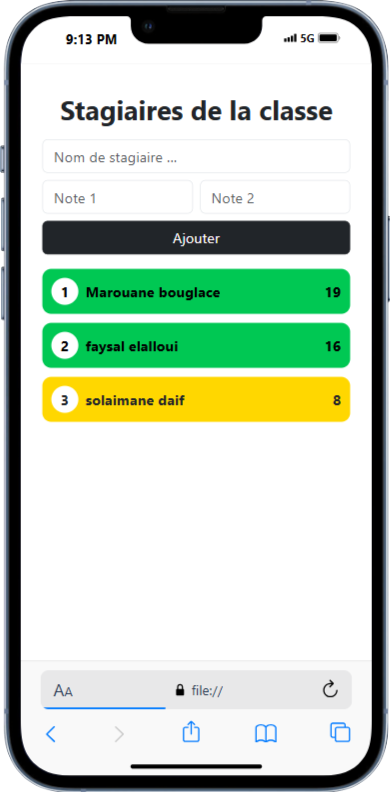 9:13 PM 5G
Stagiaires de la classe
Nom de stagiaire ...
Note 1 Note 2
Ajouter
1 Marouane bouglace 19
2 faysal elalloui 16
3 solaimane daif 8
AA file://